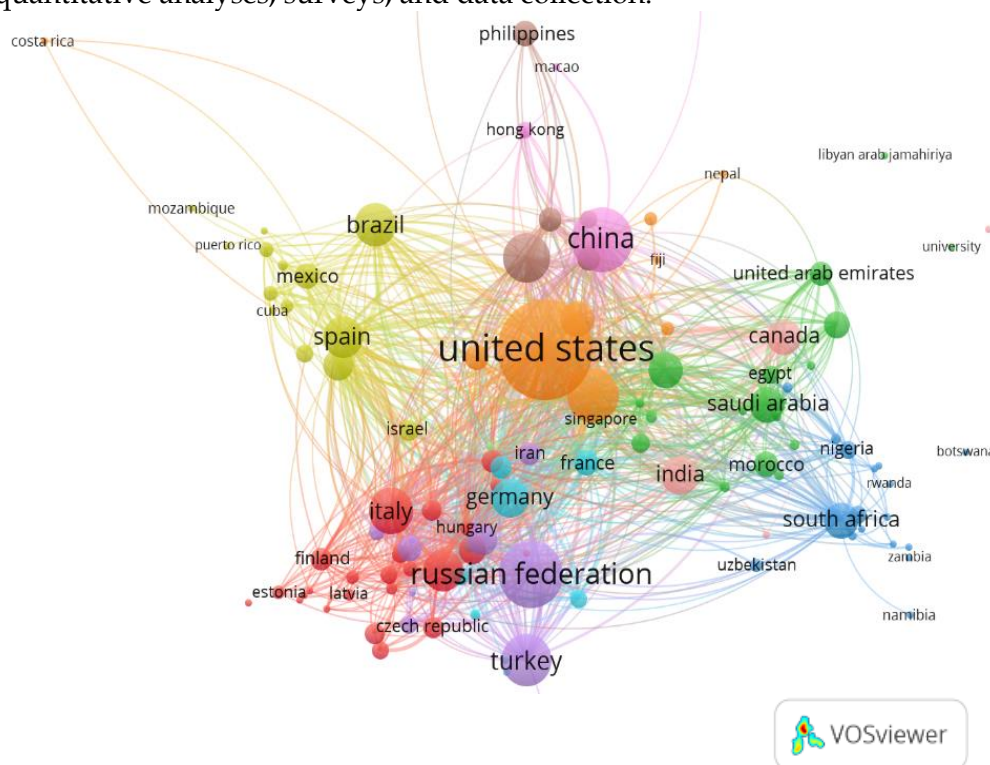 quantitative analyses, surveys, and data collection.
costa rica
philippines
macao
hong kong
libyan arab jamahiriya
nepal
mozambique
brazil
puerto rico
china
university
fiji
mexico
united arab emirates
cuba
spain
canada
united states
egypt
saudi arabia
singapore
israel
nigeria
iran
france
morocco
botswana
india
rwanda
germany
italy
south africa
hungary
finland
zambia
russian federation
uzbekistan
estonia
latvia
namibia
czech republic
turkey
VOSviewer